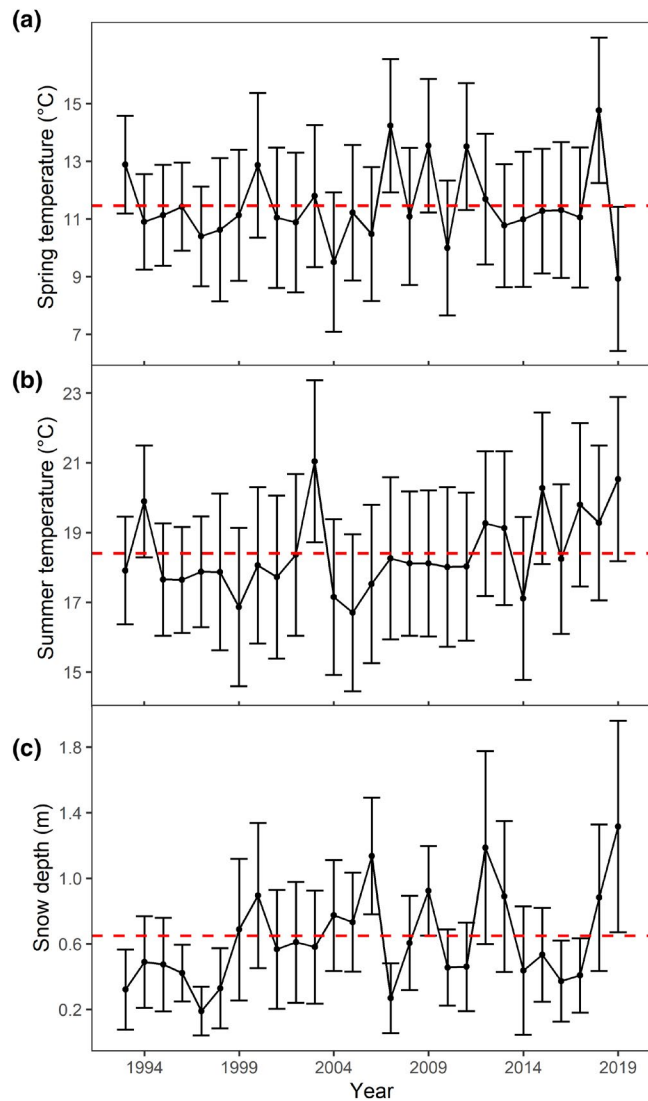 (a)
Spring temperature (°C)
15
13
11
9
7
(b)
Summer temperature (°C)
23
21
19
17
15
(c)
Snow depth (m)
1.8
1.4
1.0
0.6
0.2
1994 1999 2004 2009 2014 2019
Year